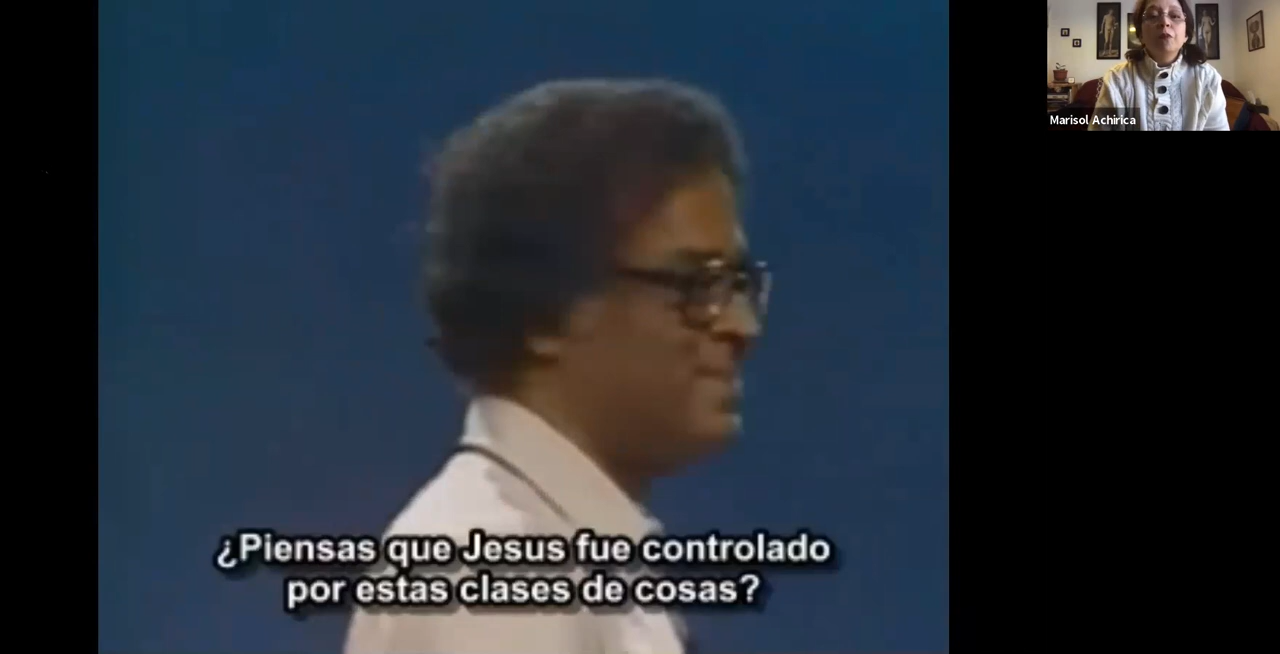 Marisol Achirica
¿Piensas que Jesus fue controlado
por estas clases de cosas?